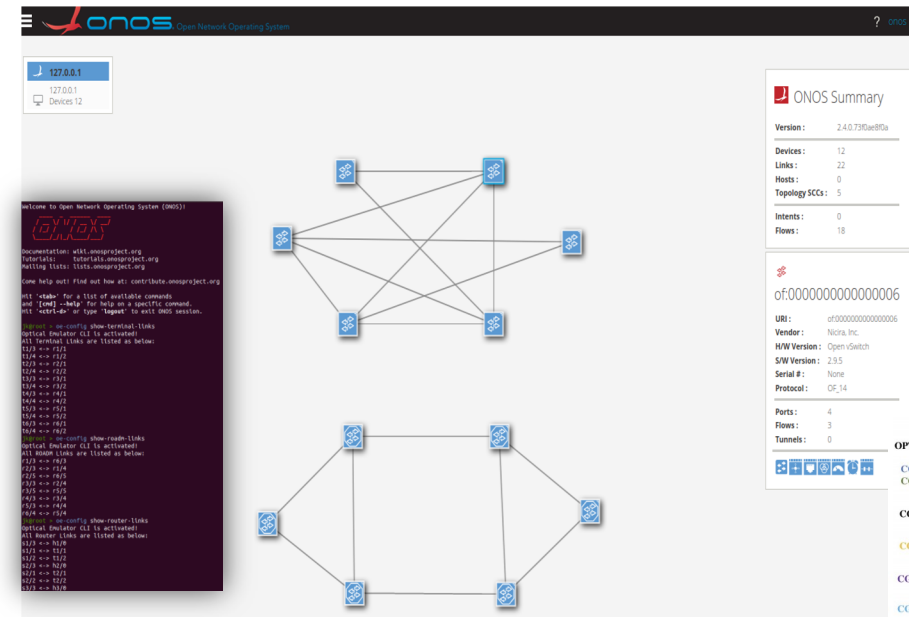 onos. Open Network Operating System
? onos
127.0.0.1
127.0.0.1
Devices 12
ONOS Summary
Version : 2.4.0.73f0ae8f0a
Devices : 12
Links : 22
Hosts : 0
Topology SCCs : 5
Intents : 0
Flows : 18
of:0000000000000006
URI : of:0000000000000006
Vendor : Nicira, Inc.
H/W Version : Open vSwitch
S/W Version : 2.9.5
Serial # : None
Protocol : OF_14
Ports : 4
Flows : 3
Tunnels : 0
Welcome to Open Network Operating System (ONOS)!
Documentation: wiki.onosproject.org
Tutorials: tutorials.onosproject.org
Mailing lists: lists.onosproject.org
Come help out! Find out how at: contribute.onosproject.org
Hit '<tab>' for a list of available commands
and '[cmd] --help' for help on a specific command.
Hit '<ctrl-d>' or type 'logout' to exit ONOS session.
jk@root > oe-config show-terminal-links
Optical Emulator CLI is activated!
All Terminal Links are listed as below:
t1/3 <-> r1/1
t1/4 <-> r1/2
t2/3 <-> r2/1
t2/4 <-> r2/2
t3/3 <-> r3/1
t3/4 <-> r3/2
t4/3 <-> r4/1
t4/4 <-> r4/2
t5/3 <-> r5/1
t5/4 <-> r5/2
t6/3 <-> r6/1
t6/4 <-> r6/2
jk@root > oe-config show-roadm-links
Optical Emulator CLI is activated!
All ROADM Links are listed as below:
r1/3 <-> r6/3
r2/3 <-> r1/4
r2/5 <-> r6/5
r3/3 <-> r2/4
r3/5 <-> r5/5
r4/3 <-> r3/4
r5/3 <-> r4/4
r6/4 <-> r5/4
jk@root > oe-config show-router-links
Optical Emulator CLI is activated!
All Router Links are listed as below:
s1/3 <-> h1/0
s1/1 <-> t1/1
s1/2 <-> t1/2
s2/3 <-> h2/0
s2/1 <-> t2/1
s2/2 <-> t2/2
s3/3 <-> h3/0